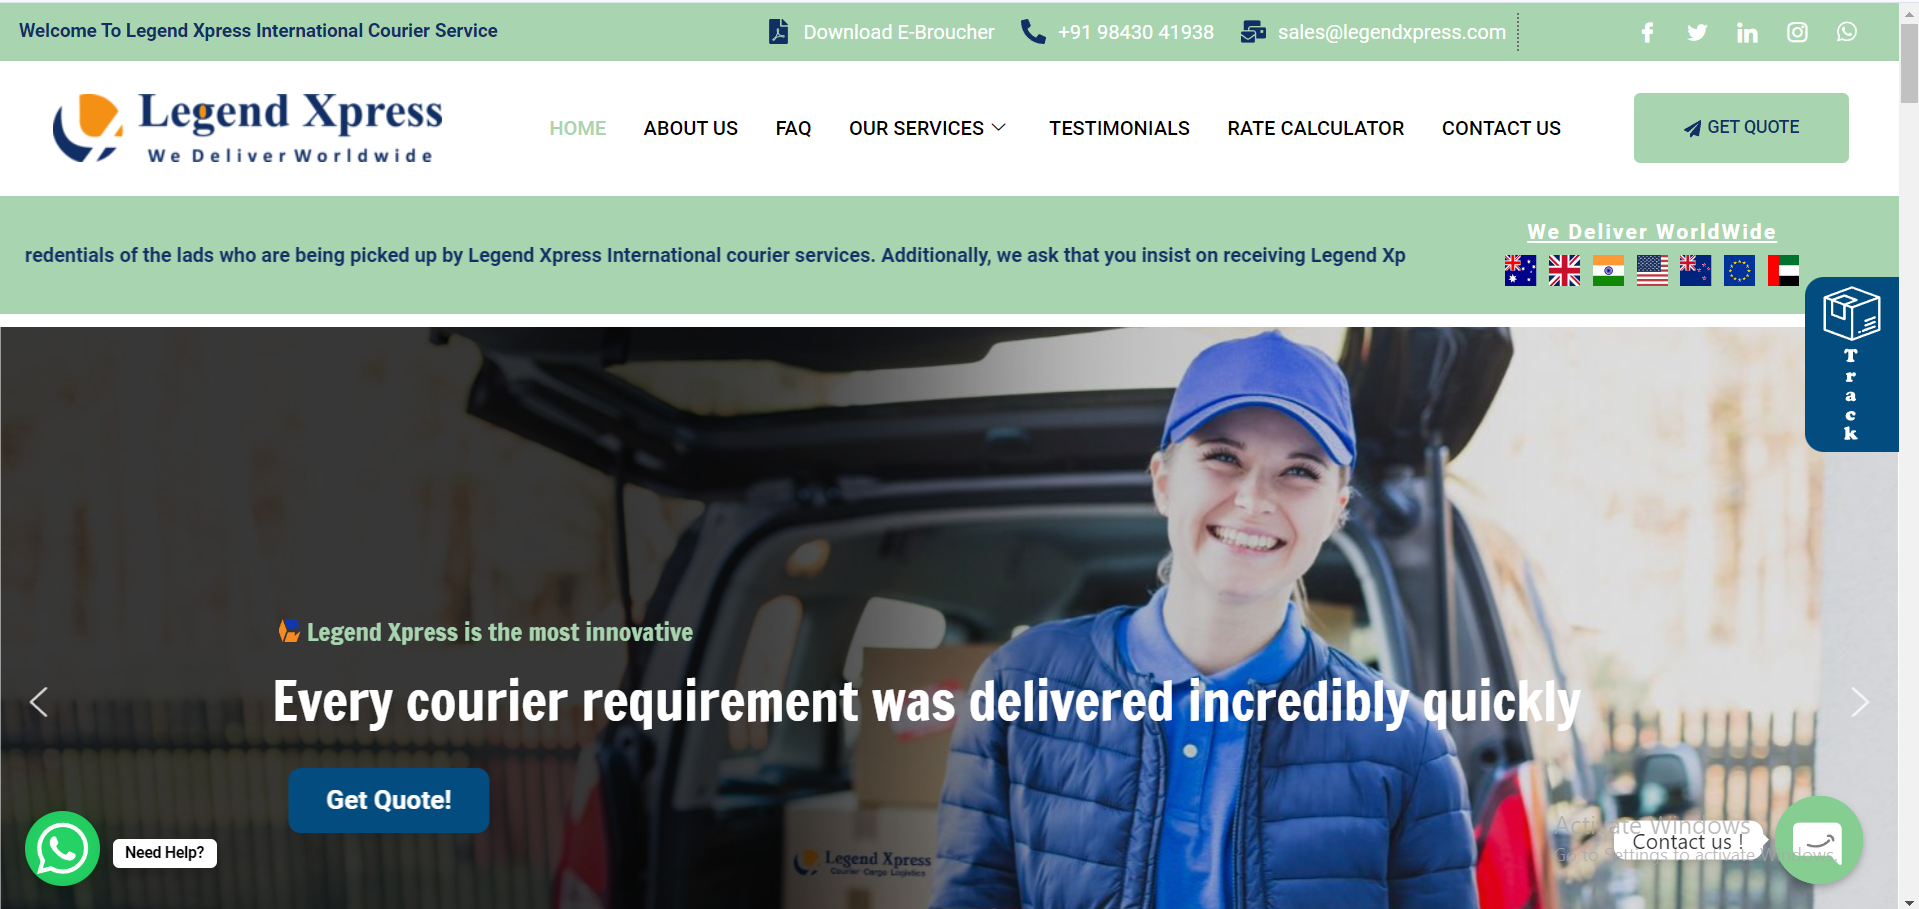 Welcome To Legend Xpress International Courier Service
Download E-Broucher
+91 98430 41938
sales@legendxpress.com
Legend Xpress
We Deliver Worldwide
HOME
ABOUT US
FAQ
OUR SERVICES
TESTIMONIALS
RATE CALCULATOR
CONTACT US
GET QUOTE
redentials of the lads who are being picked up by Legend Xpress International courier services. Additionally, we ask that you insist on receiving Legend Xp
We Deliver WorldWide
Track
Legend Xpress is the most innovative
Every courier requirement was delivered incredibly quickly
Get Quote!
Need Help?
Legend Xpress
Courier Cargo Logistics
Activate Windows
Contact us !
Go to Settings to activate Windows.